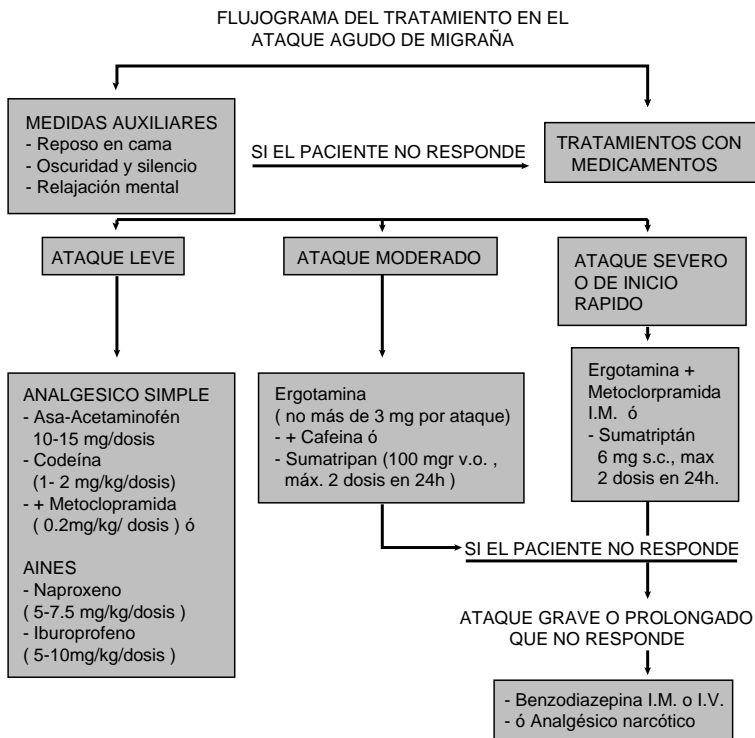 FLUJOGRAMA DEL TRATAMIENTO EN EL
ATAQUE AGUDO DE MIGRAÑA
MEDIDAS AUXILIARES
- Reposo en cama
- Oscuridad y silencio
- Relajación mental
SI EL PACIENTE NO RESPONDE
TRATAMIENTOS CON
MEDICAMENTOS
ATAQUE LEVE
ATAQUE MODERADO
ATAQUE SEVERO
O DE INICIO
RAPIDO
ANALGESICO SIMPLE
- Asa-Acetaminofén
10-15 mg/dosis
- Codeína
(1- 2 mg/kg/dosis)
- + Metoclopramida
( 0.2mg/kg/ dosis ) ó
AINES
- Naproxeno
( 5-7.5 mg/kg/dosis )
- Iburoprofeno
( 5-10mg/kg/dosis )
Ergotamina
( no más de 3 mg por ataque)
- + Cafeina ó
- Sumatripan (100 mgr v.o. ,
máx. 2 dosis en 24h )
Ergotamina +
Metoclorpramida
I.M. ó
- Sumatriptán
6 mg s.c., max
2 dosis en 24h.
SI EL PACIENTE NO RESPONDE
ATAQUE GRAVE O PROLONGADO
QUE NO RESPONDE
- Benzodiazepina I.M. o I.V.
- ó Analgésico narcótico